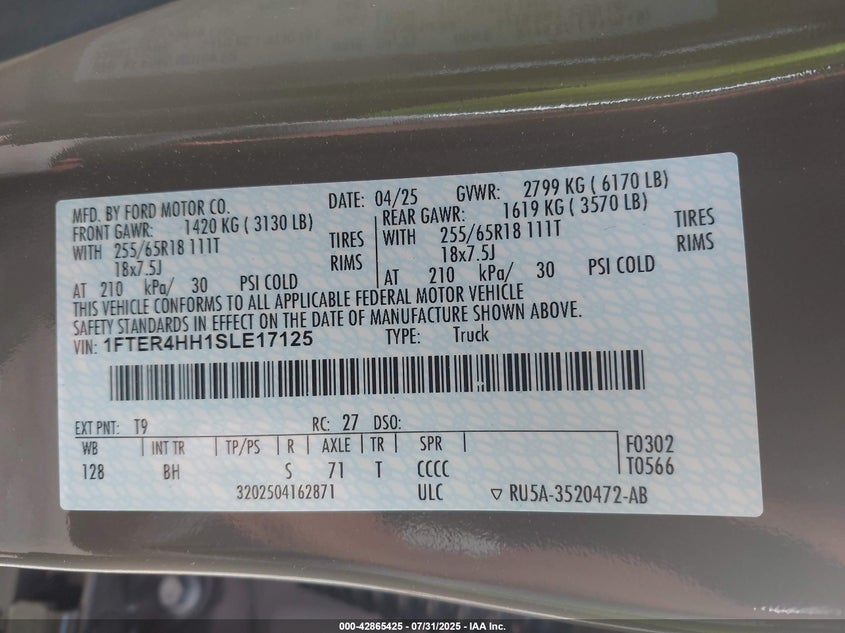 MFD. BY FORD MOTOR CO. DATE: 04/25 GVWR: 2799 KG ( 6170 LB)
FRONT GAWR: 1420 KG ( 3130 LB) REAR GAWR: 1619 KG ( 3570 LB)
WITH 255/65R18 111T TIRES WITH 255/65R18 111T TIRES
18x7.5J RIMS 18x7.5J RIMS
AT 210 kPa/ 30 PSI COLD AT 210 kPa/ 30 PSI COLD
THIS VEHICLE CONFORMS TO ALL APPLICABLE FEDERAL MOTOR VEHICLE
SAFETY STANDARDS IN EFFECT ON THE DATE OF MANUFACTURE SHOWN ABOVE.
VIN: 1FTER4HH1SLE17125 TYPE: Truck
EXT PNT: T9 RC: 27 DSO:
WB INT TR TP/PS R AXLE TR SPR F0302
128 BH S 71 T CCCC T0566
3202504162871 ULC ▽ RU5A-3520472-AB
000-42865425 - 07/31/2025 - IAA Inc.